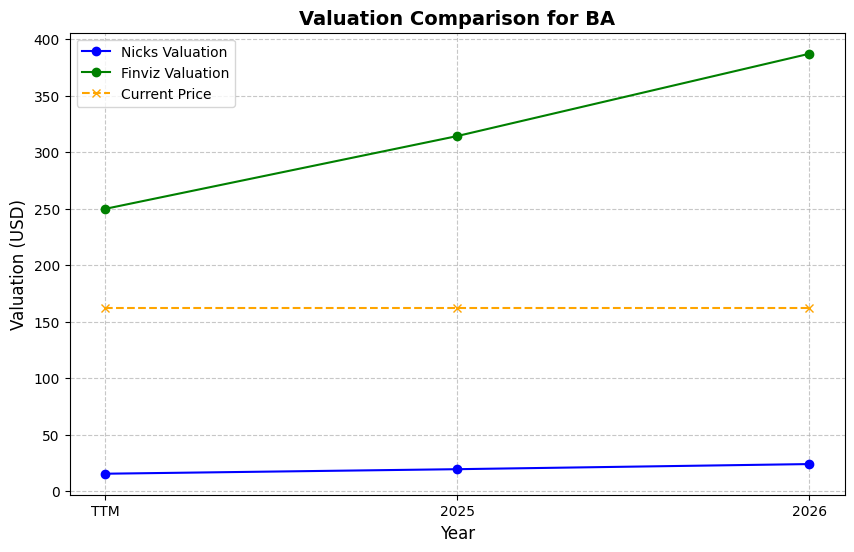 Valuation Comparison for BA
Nicks Valuation
Finviz Valuation
Current Price
Valuation (USD)
400
350
300
250
200
150
100
50
0
TTM
2025
2026
Year